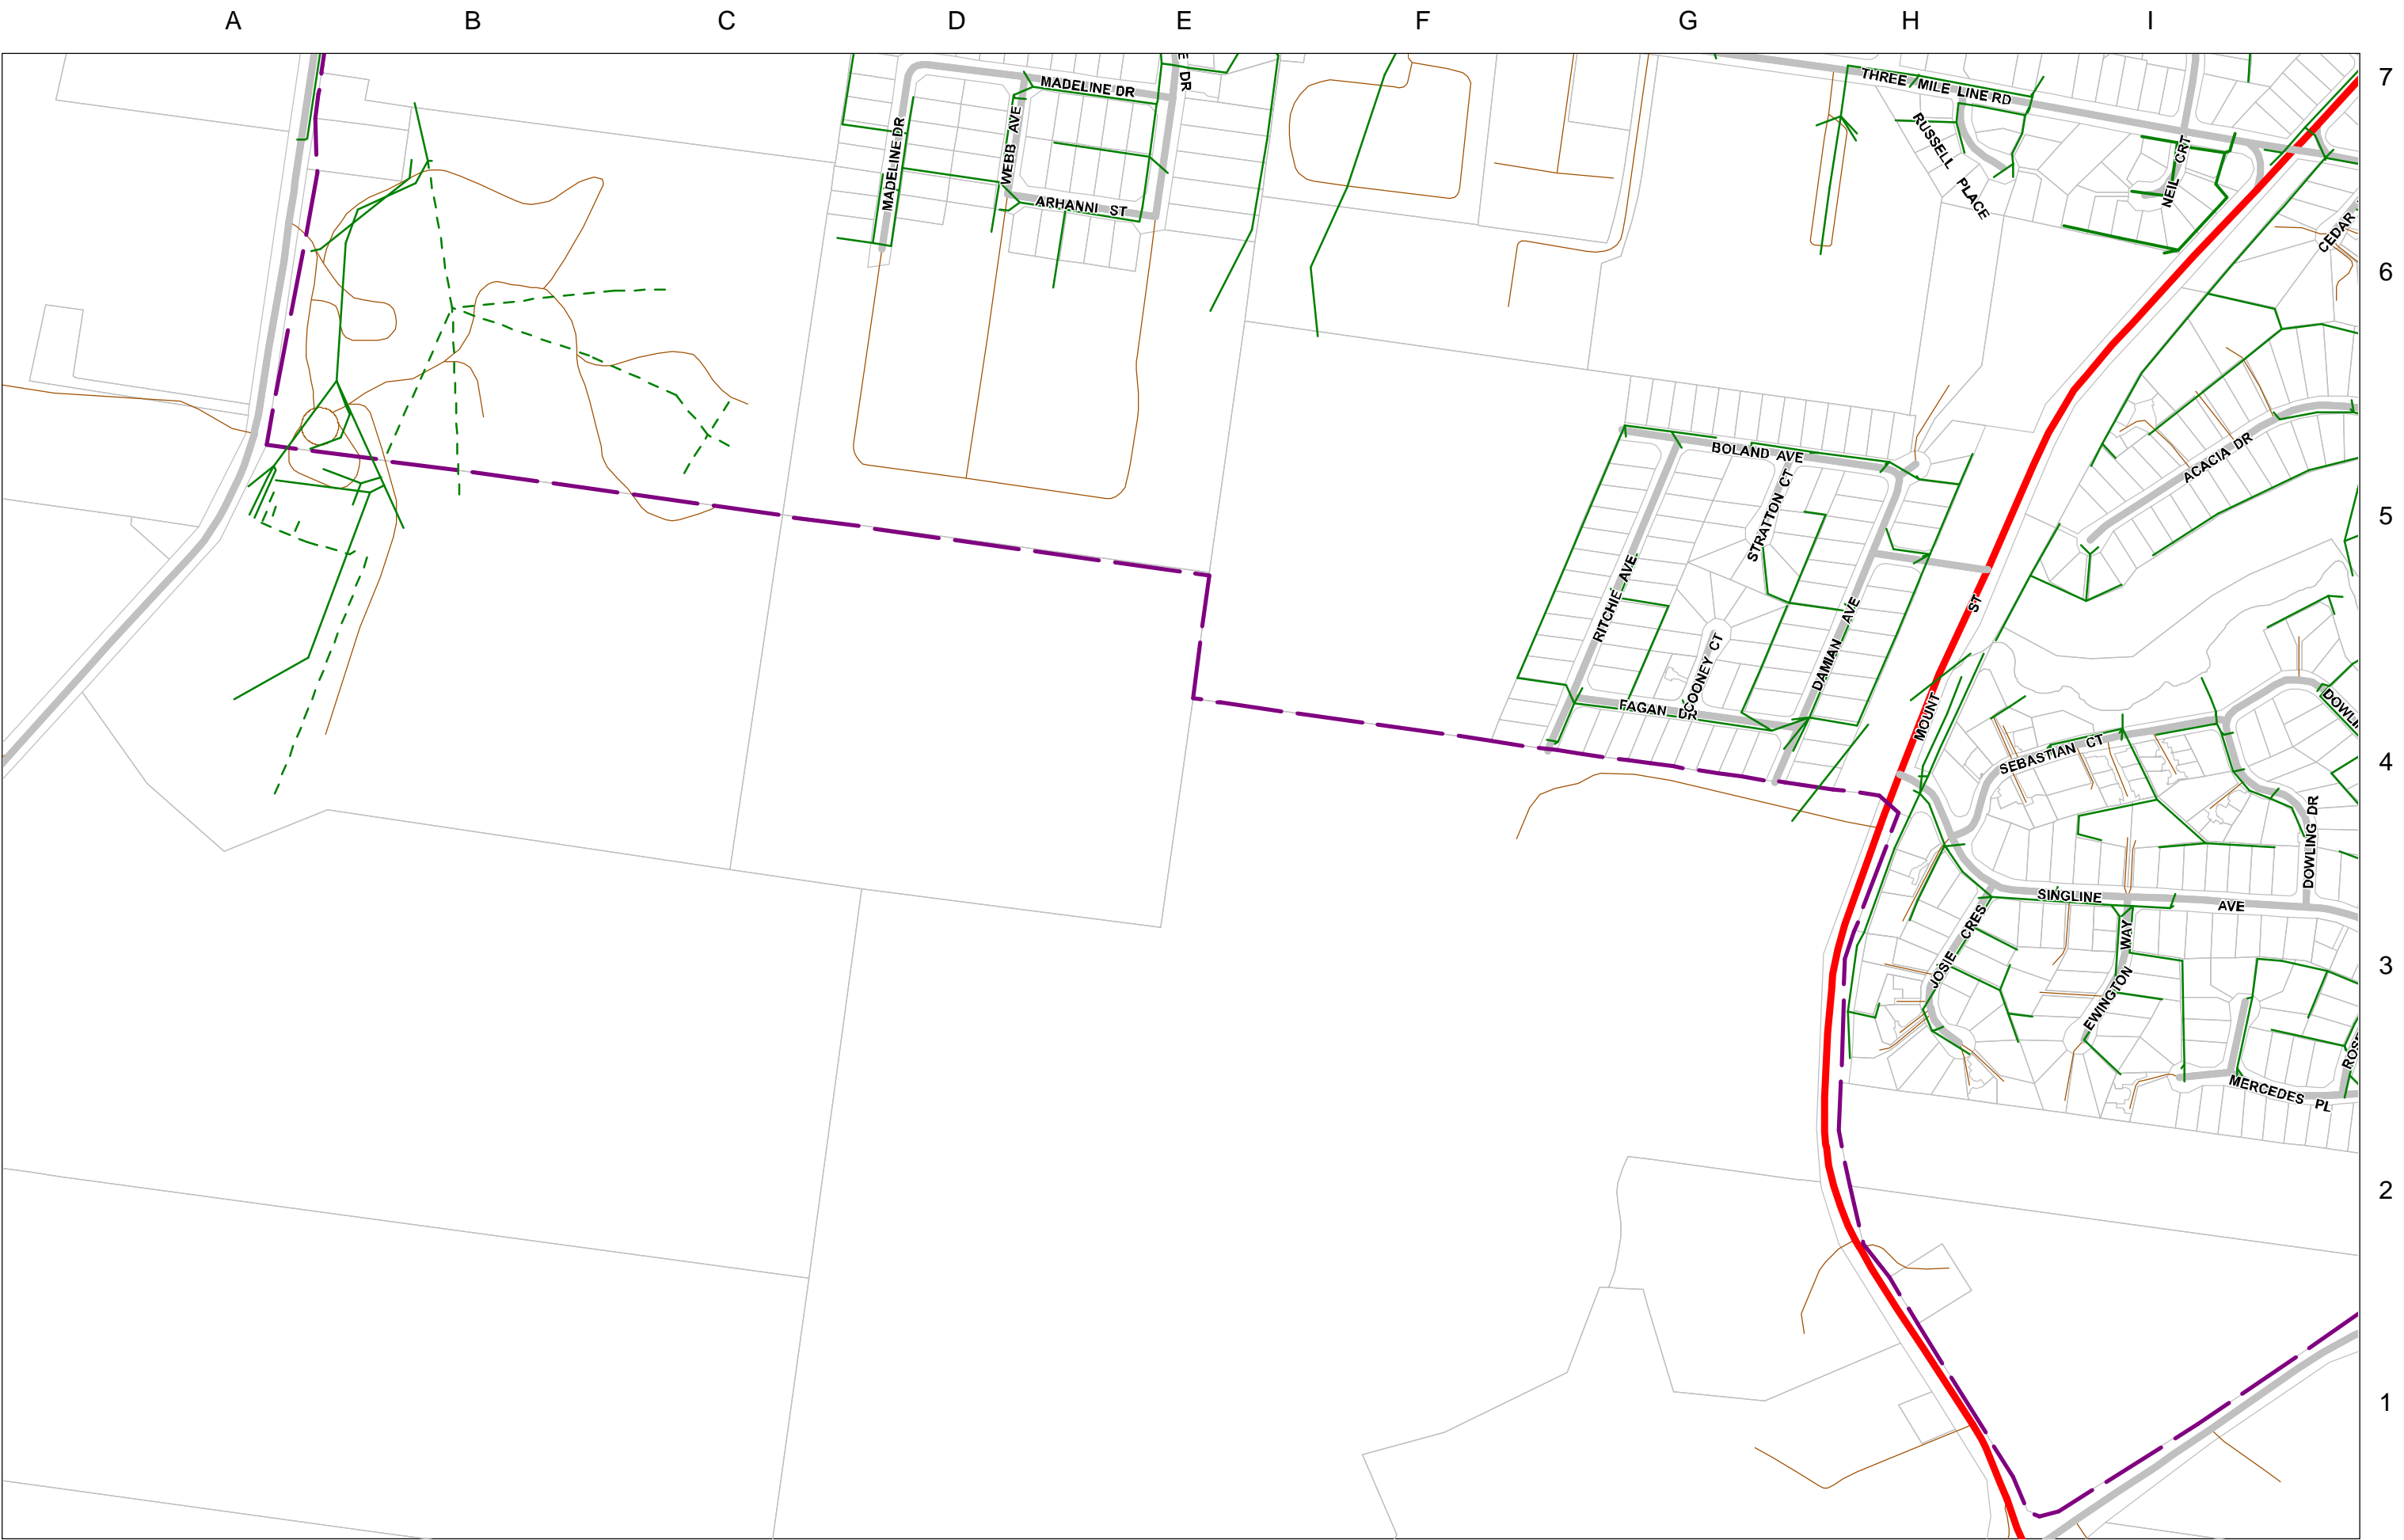 A B C D E F G H I
7
THREE MILE LINE RD
E DR
MADELINE DR
MADELINE DR
WEBB AVE
ARHANNI ST
RUSSELL PLACE
NEIL CRT
CEDAR
6
BOLAND AVE
ACACIA DR
STRATTON CT
5
RITCHIE AVE
DAMIAN AVE
COONEY CT
FAGAN DR
MOUNT ST
SEBASTIAN CT
DOWLIN
4
DOWLING DR
SINGLINE AVE
JOSIE CRES
EWINGTON WAY
3
ROSE
MERCEDES PL
2
1